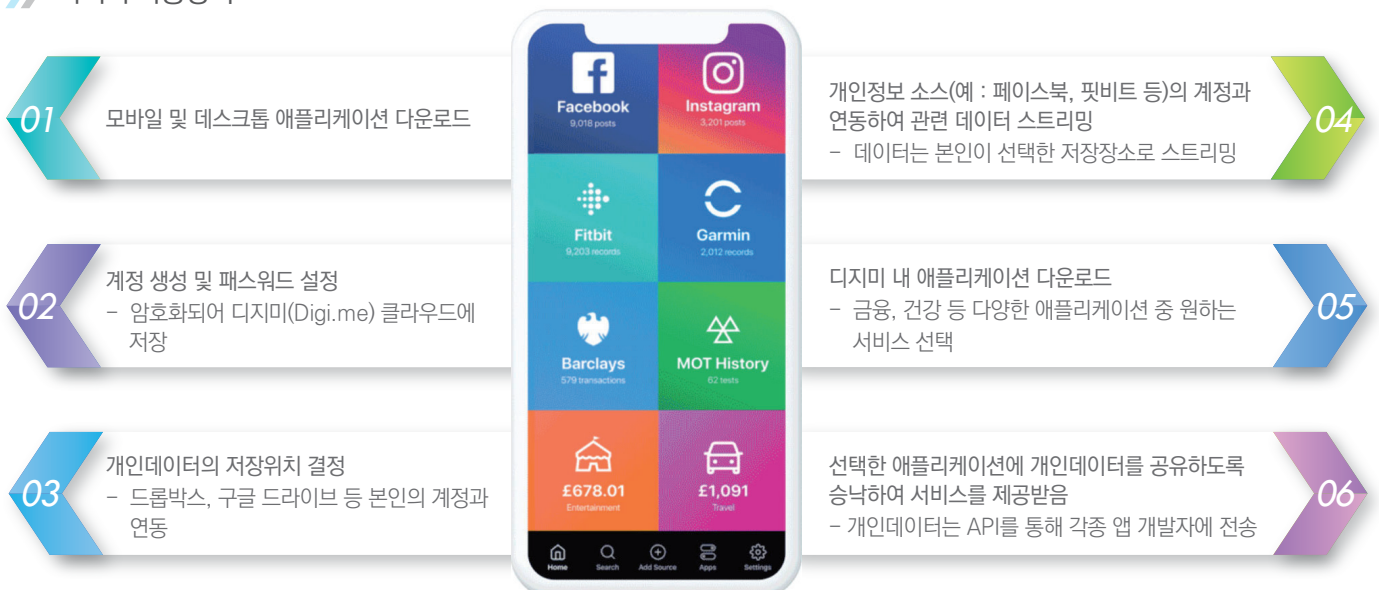 01
모바일 및 데스크톱 애플리케이션 다운로드
02
계정 생성 및 패스워드 설정
- 암호화되어 디지미(Digi.me) 클라우드에
저장
03
개인데이터의 저장위치 결정
- 드롭박스, 구글 드라이브 등 본인의 계정과
연동
Facebook
9,018 posts
Instagram
3,201 posts
Fitbit
9,203 records
Garmin
2,012 records
Barclays
579 transactions
MOT History
62 tests
£678.01
Entertainment
£1,091
Travel
Home
Search
Add Source
Apps
Settings
04
개인정보 소스(예 : 페이스북, 핏비트 등)의 계정과
연동하여 관련 데이터 스트리밍
- 데이터는 본인이 선택한 저장장소로 스트리밍
05
디지미 내 애플리케이션 다운로드
- 금융, 건강 등 다양한 애플리케이션 중 원하는
서비스 선택
06
선택한 애플리케이션에 개인데이터를 공유하도록
승낙하여 서비스를 제공받음
- 개인데이터는 API를 통해 각종 앱 개발자에 전송